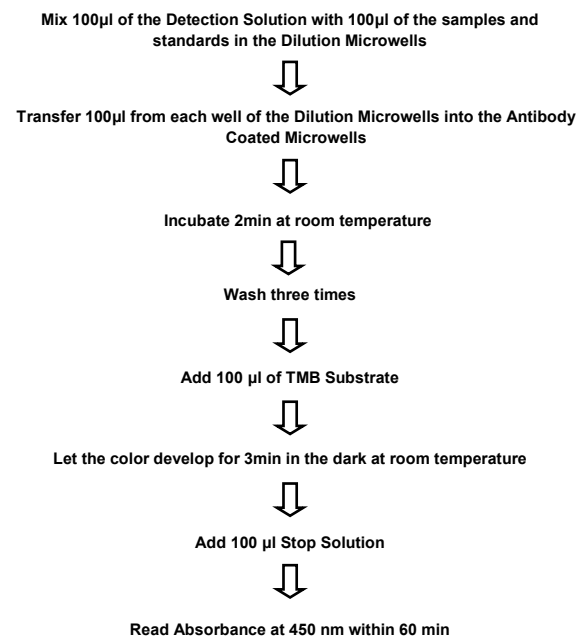 Mix 100µl of the Detection Solution with 100µl of the samples and
standards in the Dilution Microwells
Transfer 100µl from each well of the Dilution Microwells into the Antibody
Coated Microwells
Incubate 2min at room temperature
Wash three times
Add 100 µl of TMB Substrate
Let the color develop for 3min in the dark at room temperature
Add 100 µl Stop Solution
Read Absorbance at 450 nm within 60 min